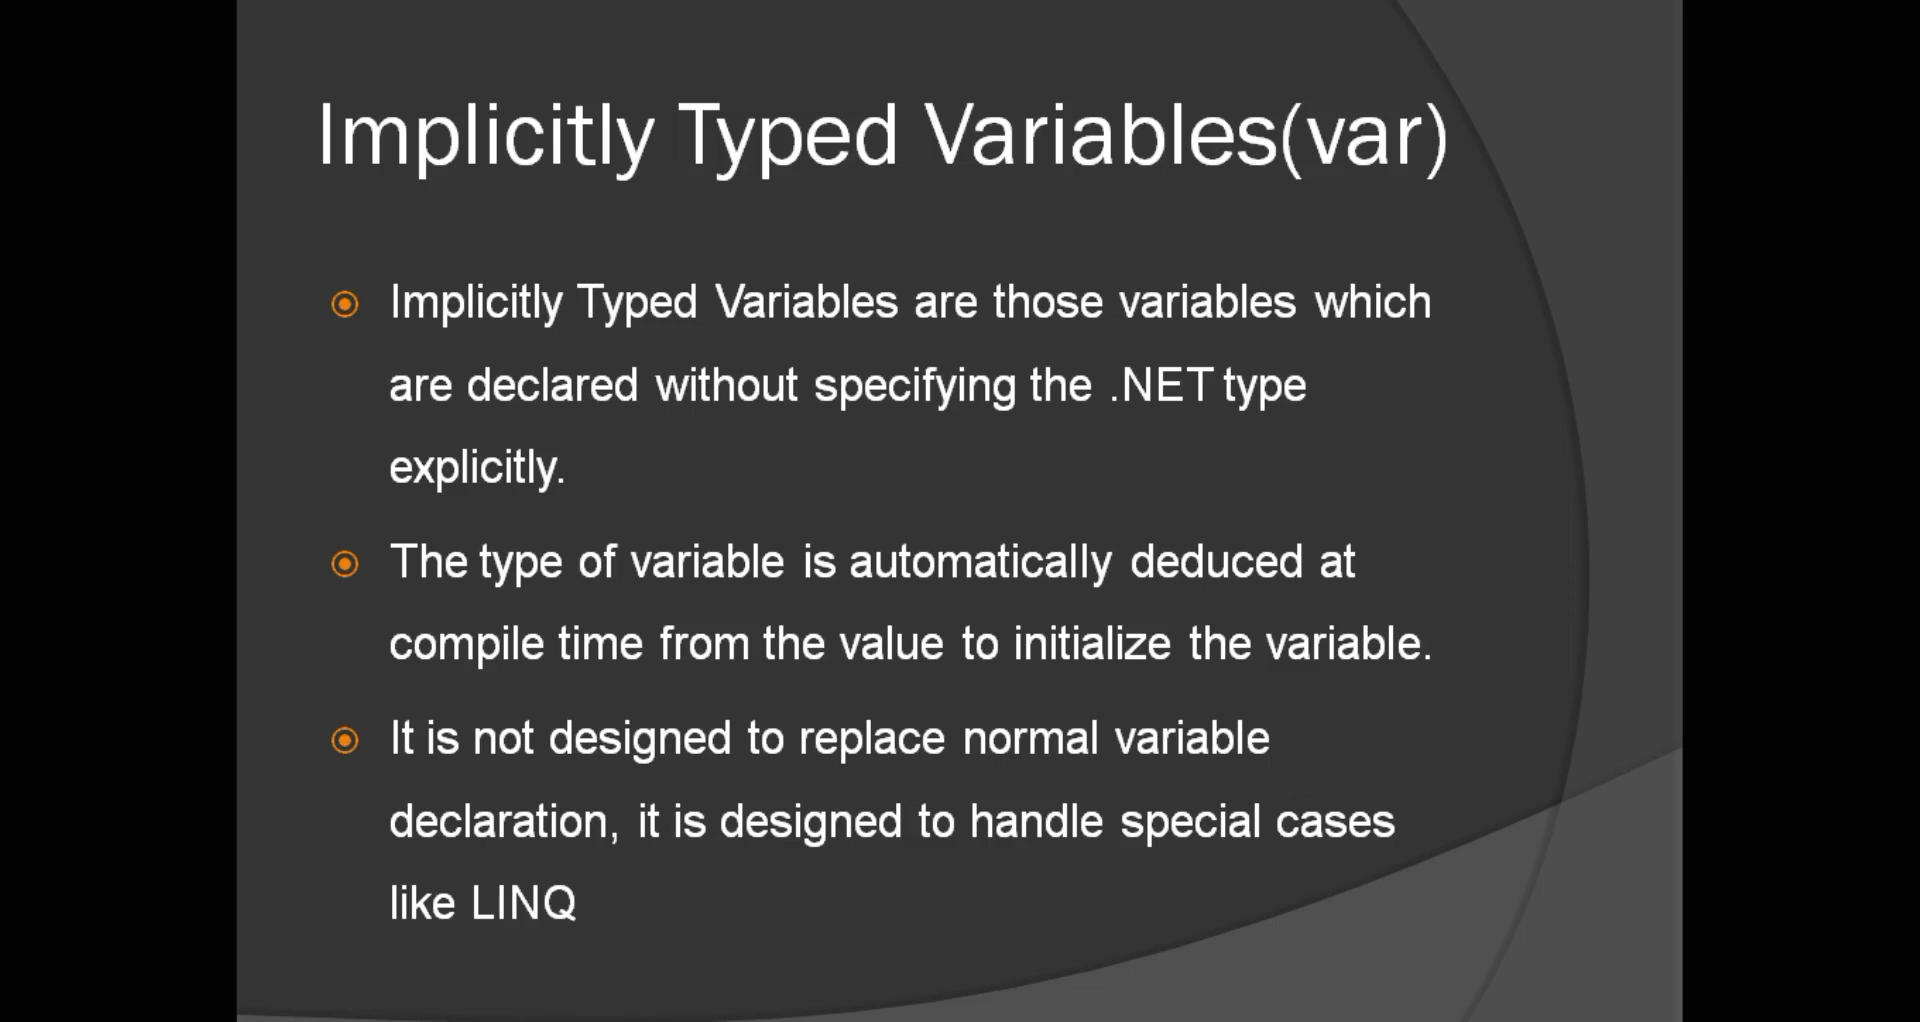 Implicitly Typed Variables(var)
Implicitly Typed Variables are those variables which
are declared without specifying the .NET type
explicitly.
The type of variable is automatically deduced at
compile time from the value to initialize the variable.
It is not designed to replace normal variable
declaration, it is designed to handle special cases
like LINQ